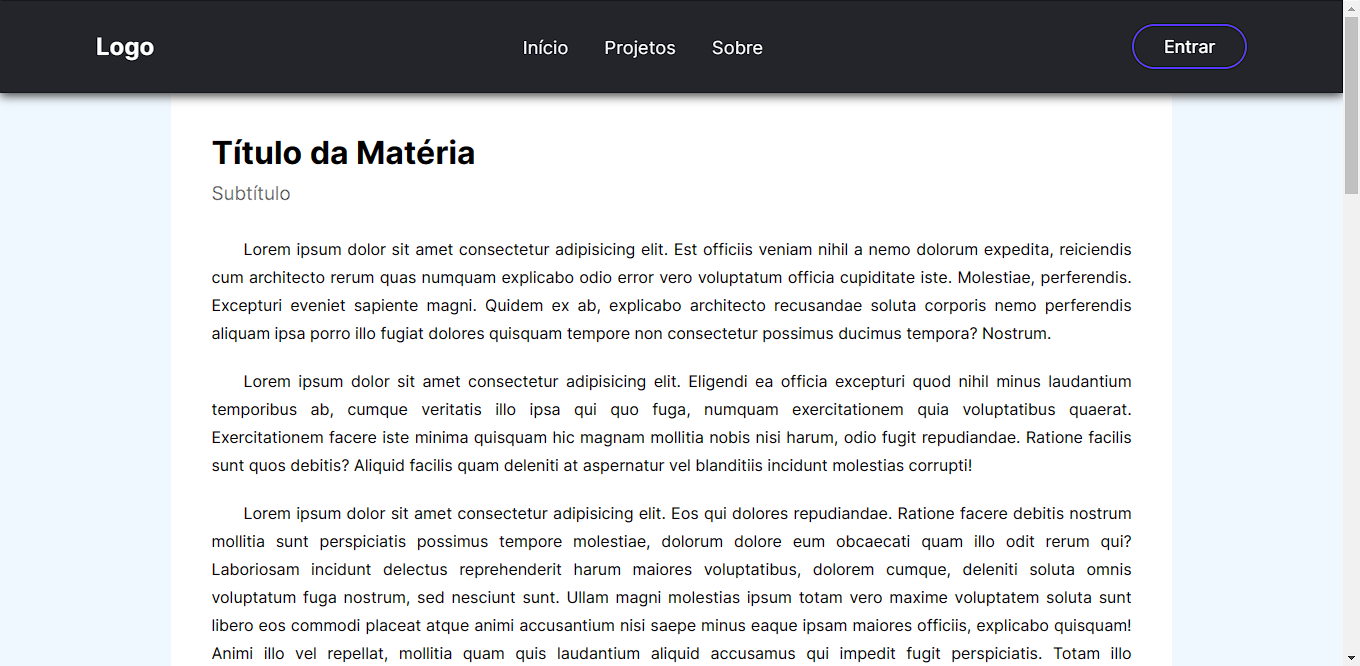 Logo
Início
Projetos
Sobre
Entrar
Título da Matéria
Subtítulo
Lorem ipsum dolor sit amet consectetur adipisicing elit. Est officiis veniam nihil a nemo dolorum expedita, reiciendis
cum architecto rerum quas numquam explicabo odio error vero voluptatum officia cupiditate iste. Molestiae, perferendis.
Excepturi eveniet sapiente magni. Quidem ex ab, explicabo architecto recusandae soluta corporis nemo perferendis
aliquam ipsa porro illo fugiat dolores quisquam tempore non consectetur possimus ducimus tempora? Nostrum.
Lorem ipsum dolor sit amet consectetur adipisicing elit. Eligendi ea officia excepturi quod nihil minus laudantium
temporibus ab, cumque veritatis illo ipsa qui quo fuga, numquam exercitationem quia voluptatibus quaerat.
Exercitationem facere iste minima quisquam hic magnam mollitia nobis nisi harum, odio fugit repudiandae. Ratione facilis
sunt quos debitis? Aliquid facilis quam deleniti at aspernatur vel blanditiis incidunt molestias corrupti!
Lorem ipsum dolor sit amet consectetur adipisicing elit. Eos qui dolores repudiandae. Ratione facere debitis nostrum
mollitia sunt perspiciatis possimus tempore molestiae, dolorum dolore eum obcaecati quam illo odit rerum qui?
Laboriosam incidunt delectus reprehenderit harum maiores voluptatibus, dolorem cumque, deleniti soluta omnis
voluptatum fuga nostrum, sed nesciunt sunt. Ullam magni molestias ipsum totam vero maxime voluptatem soluta sunt
libero eos commodi placeat atque animi accusantium nisi saepe minus eaque ipsam maiores officiis, explicabo quisquam!
Animi illo vel repellat, mollitia quam quis laudantium aliquid accusamus qui impedit fugit perspiciatis. Totam illo